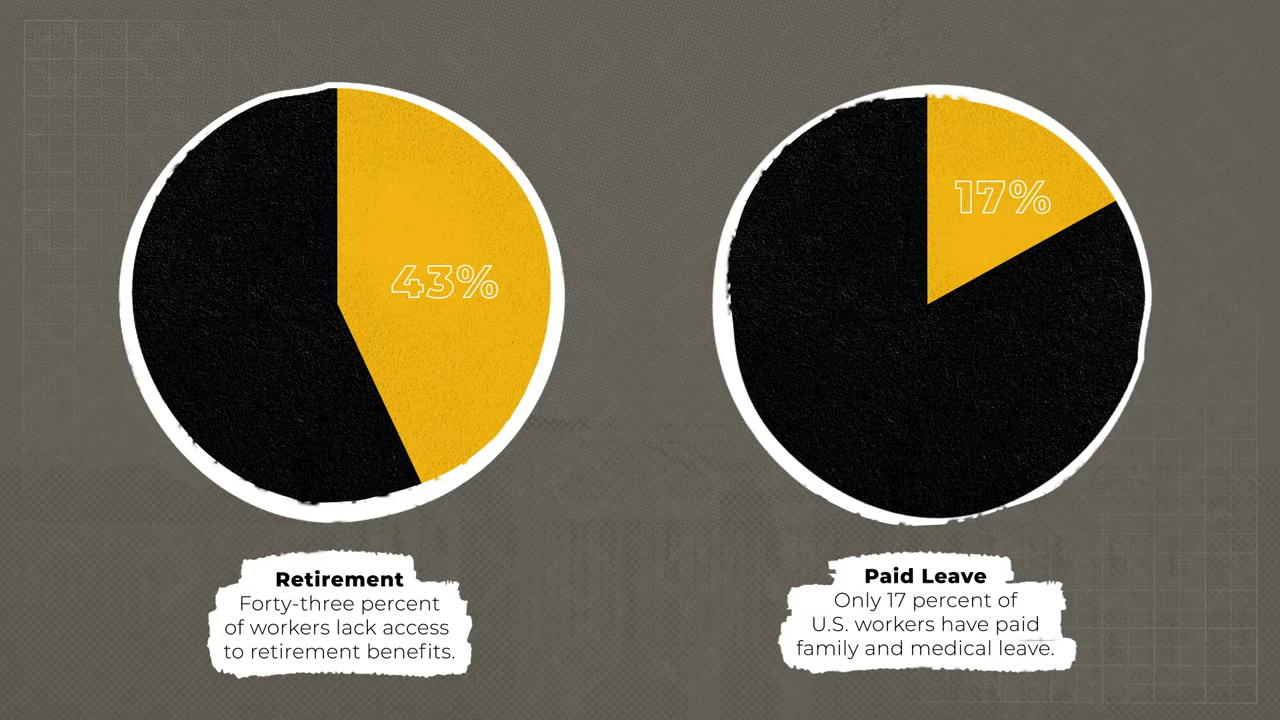 43%
Retirement
Forty-three percent
of workers lack access
to retirement benefits.
17%
Paid Leave
Only 17 percent of
U.S. workers have paid
family and medical leave.